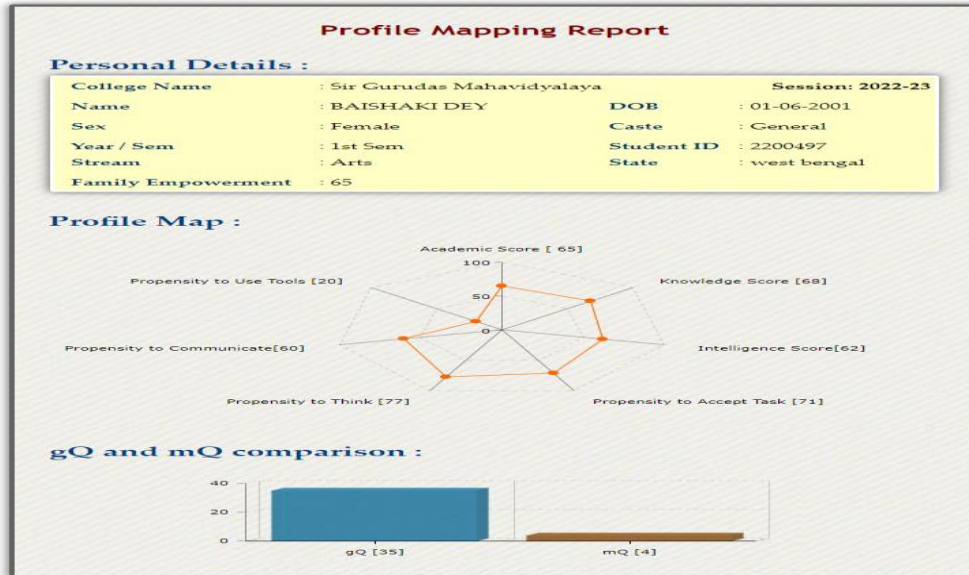 Profile Mapping Report
Personal Details :
College Name : Sir Gurudas Mahavidyalaya Session: 2022-23
Name : BAISHAKI DEY DOB : 01-06-2001
Sex : Female Caste : General
Year / Sem : 1st Sem Student ID : 2200497
Stream : Arts State : west bengal
Family Empowerment : 65
Profile Map :
Academic Score [ 65]
100
Propensity to Use Tools [20] Knowledge Score [68]
50
0
Propensity to Communicate[60] Intelligence Score[62]
Propensity to Think [77] Propensity to Accept Task [71]
gQ and mQ comparison :
40
20
0
gQ [35] mQ [4]